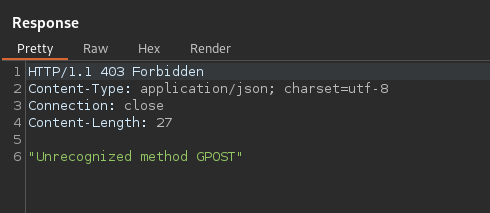 Response
Pretty Raw Hex Render
1 HTTP/1.1 403 Forbidden
2 Content-Type: application/json; charset=utf-8
3 Connection: close
4 Content-Length: 27
5
6 "Unrecognized method GPOST"